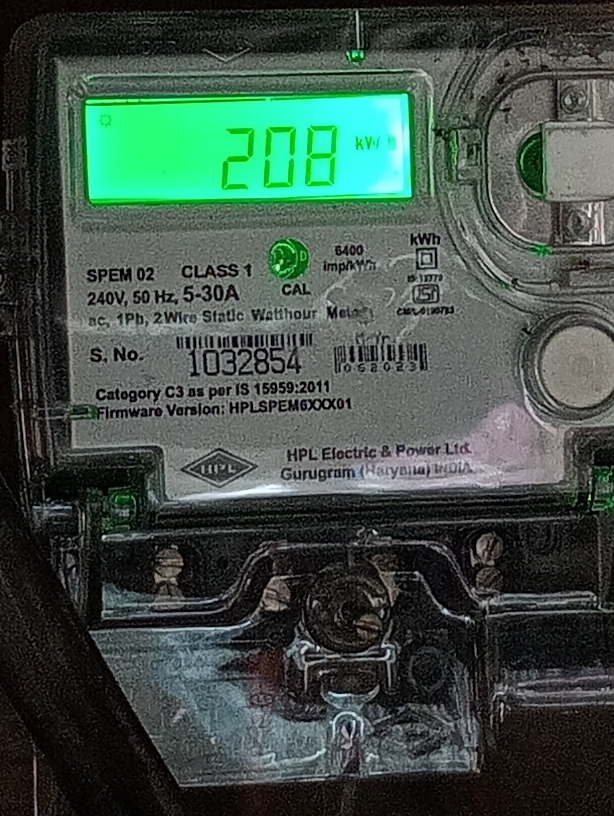 208 kWh
6400
imp/kWh
kWh
SPEM 02 CLASS 1
CAL
240V, 50 Hz, 5-30A
ac, 1Ph, 2Wire Static Watthour Meter
S. No.
1032854
052023
Category C3 as per IS 15959:2011
Firmware Version: HPLSPEM6XXX01
HPL
HPL Electric & Power Ltd.
Gurugram (Haryana) INDIA